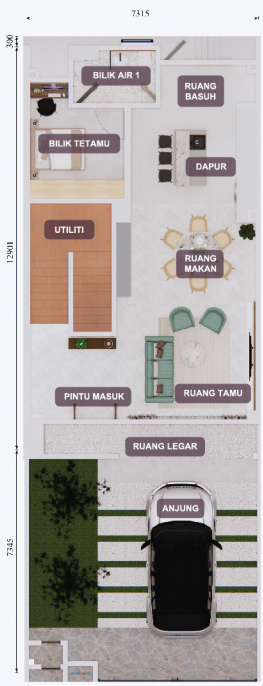 7315
300
BILIK AIR 1
RUANG
BASUH
BILIK TETAMU
DAPUR
UTILITI
12901
RUANG
MAKAN
PINTU MASUK
RUANG TAMU
RUANG LEGAR
ANJUNG
7345